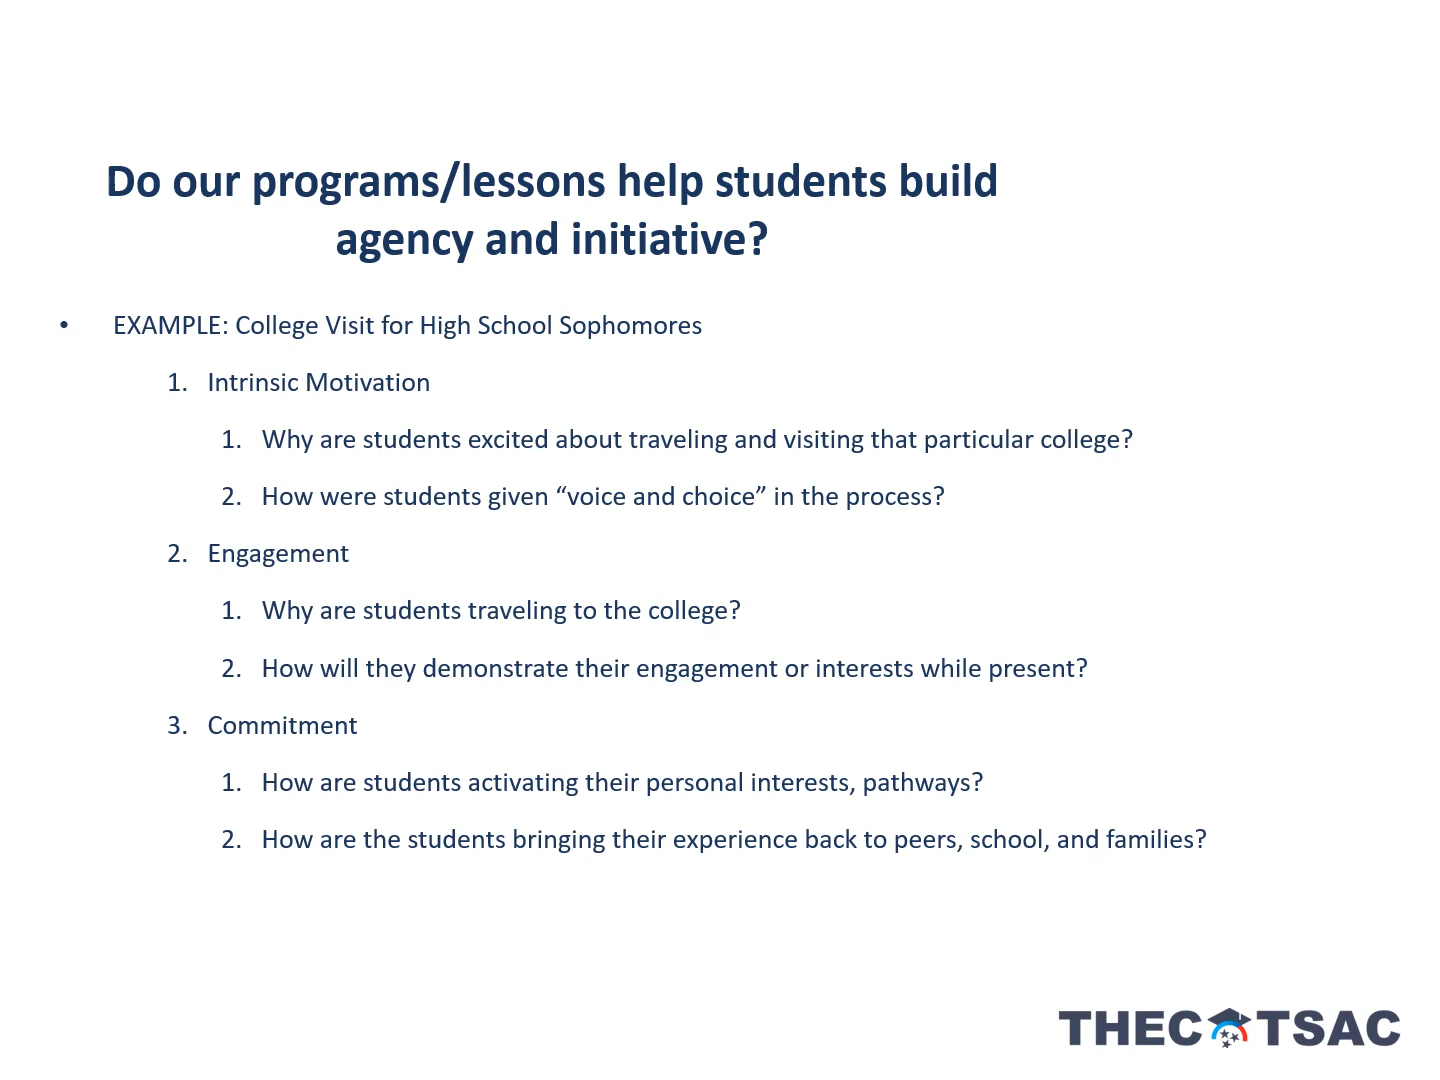 Do our programs/lessons help students build
agency and initiative?
• EXAMPLE: College Visit for High School Sophomores
1. Intrinsic Motivation
1. Why are students excited about traveling and visiting that particular college?
2. How were students given “voice and choice” in the process?
2. Engagement
1. Why are students traveling to the college?
2. How will they demonstrate their engagement or interests while present?
3. Commitment
1. How are students activating their personal interests, pathways?
2. How are the students bringing their experience back to peers, school, and families?
THEC TSAC